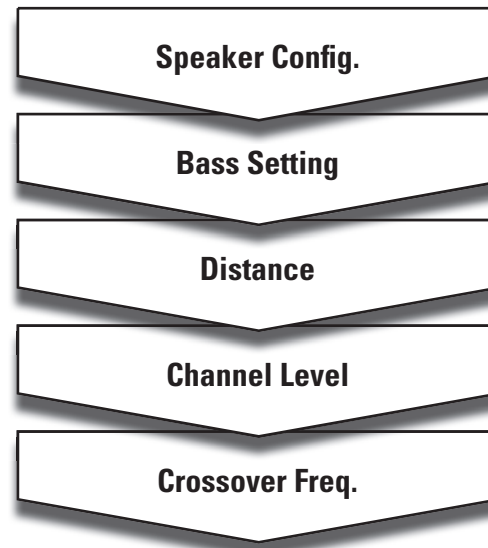 Speaker Config.
Bass Setting
Distance
Channel Level
Crossover Freq.